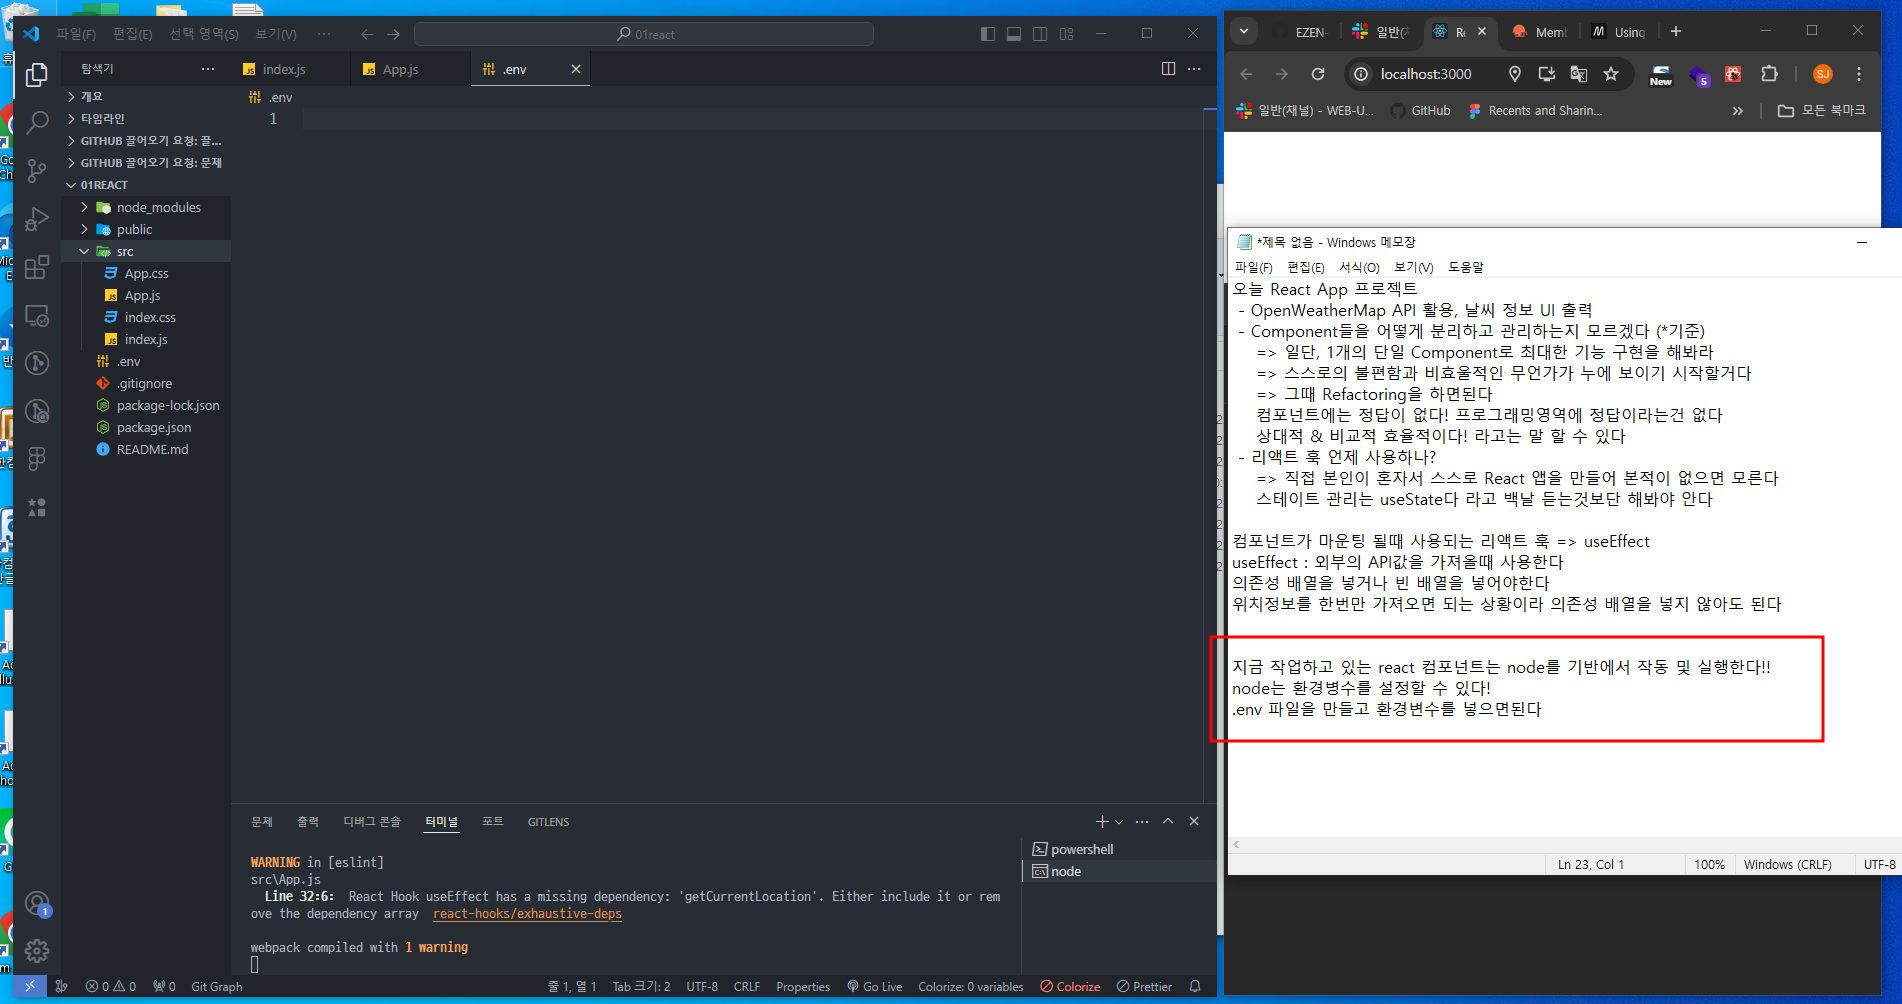 파일(F) 편집(E) 선택 영역(S) 보기(V) ··· 01react
탐색기 ···
개요
타임라인
GITHUB 끌어오기 요청: 끌...
GITHUB 끌어오기 요청: 문제
01REACT
node_modules
public
src
App.css
App.js
index.css
index.js
.env
.gitignore
package-lock.json
package.json
README.md
index.js App.js .env
.env
1
문제 출력 디버그 콘솔 터미널 포트 GITLENS
WARNING in [eslint]
src\App.js
Line 32:6: React Hook useEffect has a missing dependency: 'getCurrentLocation'. Either include it or rem
ove the dependency array react-hooks/exhaustive-deps
webpack compiled with 1 warning
powershell
node
1
0 0 0 Git Graph 줄 1, 열 1 Tab 크기: 2 UTF-8 CRLF Properties Go Live Colorize: 0 variables Colorize Prettier
EZEN 일반(ㅋ Re Meml Using
localhost:3000 New 5 SJ
일반(채널) - WEB-U... GitHub Recents and Sharin... » 모든 북마크
*제목 없음 - Windows 메모장
파일(F) 편집(E) 서식(O) 보기(V) 도움말
오늘 React App 프로젝트
- OpenWeatherMap API 활용, 날씨 정보 UI 출력
- Component들을 어떻게 분리하고 관리하는지 모르겠다 (*기준)
=> 일단, 1개의 단일 Component로 최대한 기능 구현을 해봐라
=> 스스로의 불편함과 비효율적인 무언가가 누에 보이기 시작할거다
=> 그때 Refactoring을 하면된다
컴포넌트에는 정답이 없다! 프로그래밍영역에 정답이라는건 없다
상대적 & 비교적 효율적이다! 라고는 말 할 수 있다
- 리액트 훅 언제 사용하나?
=> 직접 본인이 혼자서 스스로 React 앱을 만들어 본적이 없으면 모른다
스테이트 관리는 useState다 라고 백날 듣는것보단 해봐야 안다
컴포넌트가 마운팅 될때 사용되는 리액트 훅 => useEffect
useEffect : 외부의 API값을 가져올때 사용한다
의존성 배열을 넣거나 빈 배열을 넣어야한다
위치정보를 한번만 가져오면 되는 상황이라 의존성 배열을 넣지 않아도 된다
지금 작업하고 있는 react 컴포넌트는 node를 기반에서 작동 및 실행한다!!
node는 환경병수를 설정할 수 있다!
.env 파일을 만들고 환경변수를 넣으면된다
Ln 23, Col 1 100% Windows (CRLF) UTF-8